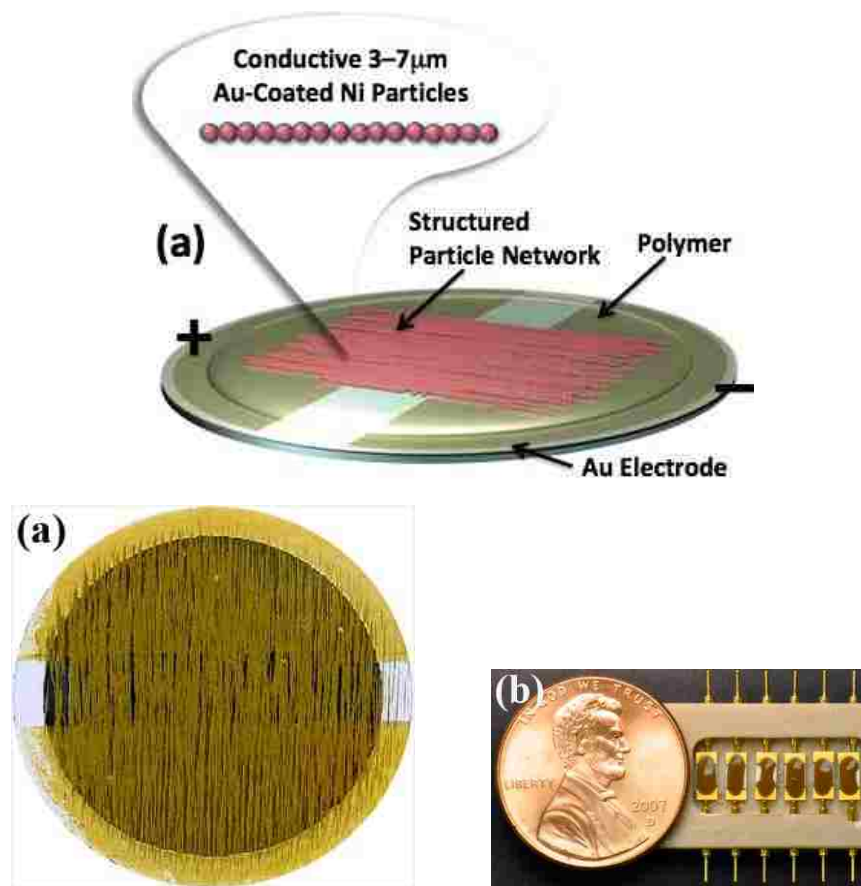 Conductive 3–7μm
Au-Coated Ni Particles
(a)
Structured
Particle Network
Polymer
+
−
Au Electrode
(a)
(b)
IN GOD WE TRUST
LIBERTY
2007
D